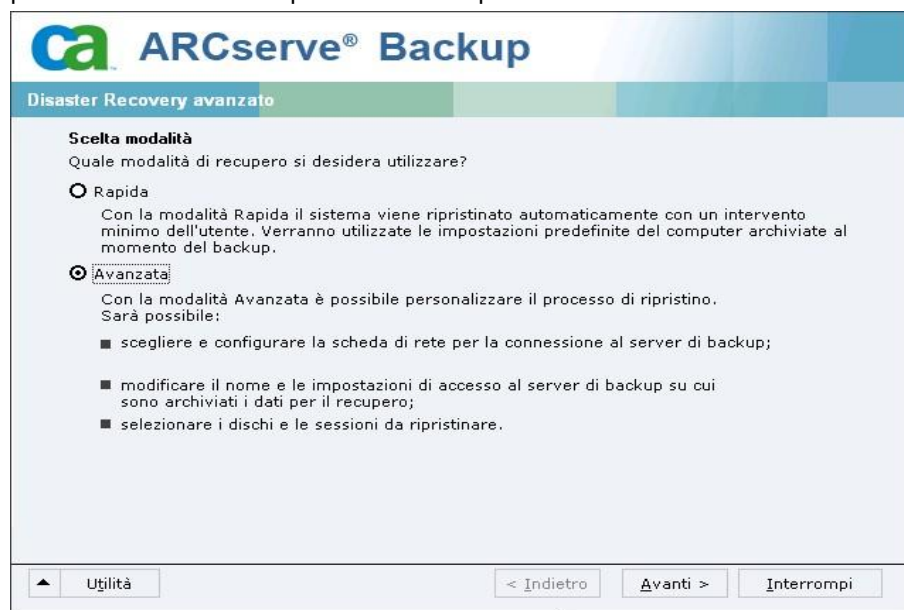 ca ARCserve® Backup
Disaster Recovery avanzato
Scelta modalità
Quale modalità di recupero si desidera utilizzare?
Rapida
Con la modalità Rapida il sistema viene ripristinato automaticamente con un intervento
minimo dell'utente. Verranno utilizzate le impostazioni predefinite del computer archiviate al
momento del backup.
Avanzata
Con la modalità Avanzata è possibile personalizzare il processo di ripristino.
Sarà possibile:
scegliere e configurare la scheda di rete per la connessione al server di backup;
modificare il nome e le impostazioni di accesso al server di backup su cui
sono archiviati i dati per il recupero;
selezionare i dischi e le sessioni da ripristinare.
Utilità < Indietro Avanti > Interrompi